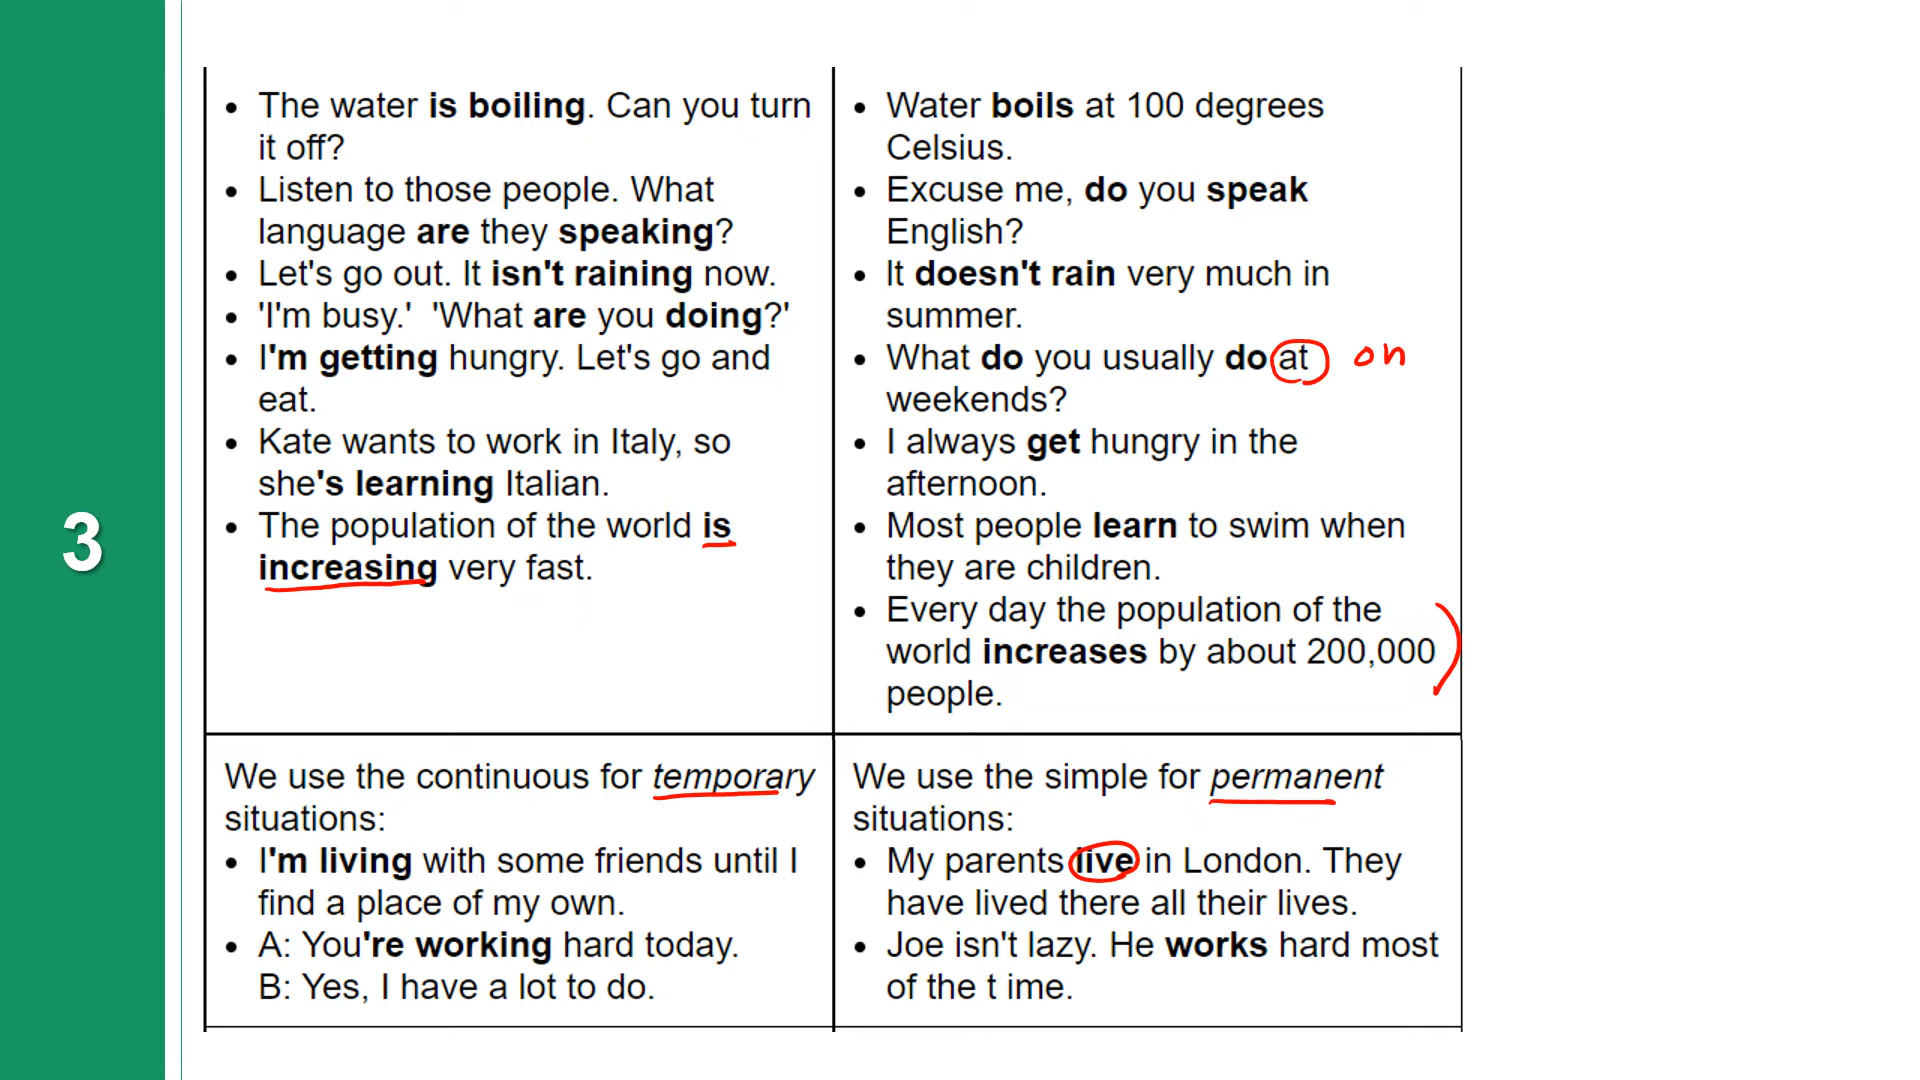 3
• The water is boiling. Can you turn
it off?
• Listen to those people. What
language are they speaking?
• Let's go out. It isn't raining now.
• 'I'm busy.' 'What are you doing?'
• I'm getting hungry. Let's go and
eat.
• Kate wants to work in Italy, so
she's learning Italian.
• The population of the world is
increasing very fast.
• Water boils at 100 degrees
Celsius.
• Excuse me, do you speak
English?
• It doesn't rain very much in
summer.
• What do you usually do at on
weekends?
• I always get hungry in the
afternoon.
• Most people learn to swim when
they are children.
• Every day the population of the
world increases by about 200,000
people.
We use the continuous for temporary
situations:
• I'm living with some friends until I
find a place of my own.
• A: You're working hard today.
B: Yes, I have a lot to do.
We use the simple for permanent
situations:
• My parents live in London. They
have lived there all their lives.
• Joe isn't lazy. He works hard most
of the t ime.